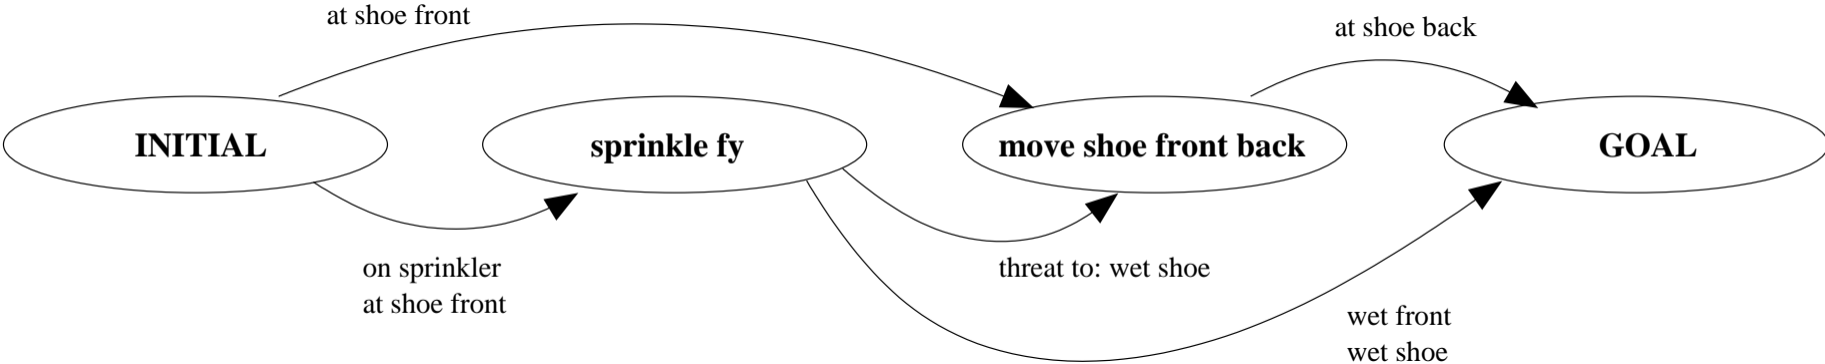 at shoe front
at shoe back
INITIAL
sprinkle fy
move shoe front back
GOAL
on sprinkler
at shoe front
threat to: wet shoe
wet front
wet shoe